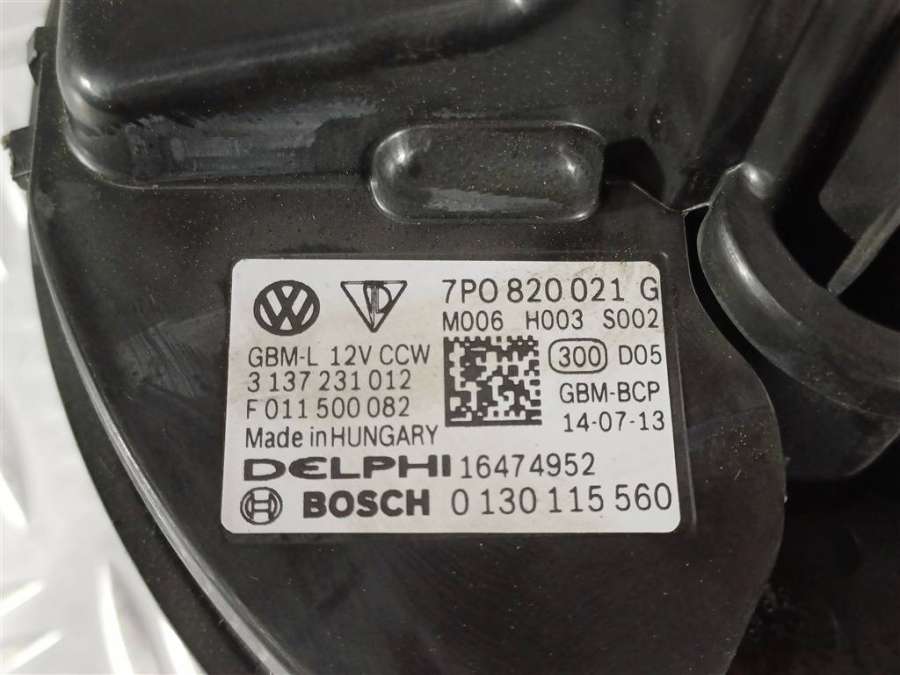 7P0 820 021 G
M006 H003 S002
GBM-L 12V CCW
300 D05
3 137 231 012
GBM-BCP
F 011 500 082
14-07-13
Made in HUNGARY
DELPHI 16474952
BOSCH 0 130 115 560